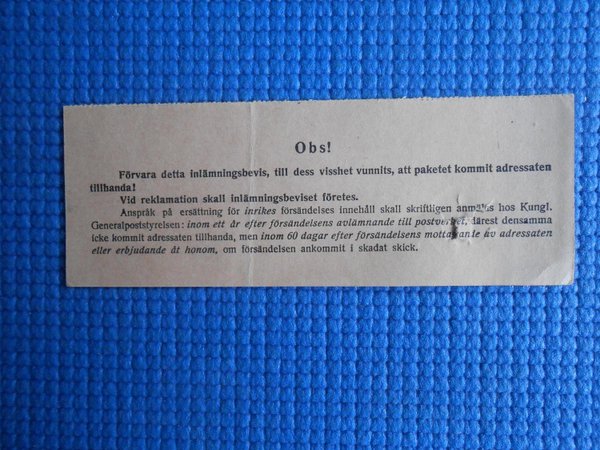 Obs!
Förvara detta inlämningsbevis, till dess visshet vunnits, att paketet kommit adressaten
tillhanda!
Vid reklamation skall inlämningsbeviset företes.
Anspråk på ersättning för inrikes försändelses innehåll skall skriftligen anmälas hos Kungl.
Generalpoststyrelsen: inom ett år efter försändelsens avlämnande till postverket, därest densamma
icke kommit adressaten tillhanda, men inom 60 dagar efter försändelsens mottagande av adressaten
eller erbjudande åt honom, om försändelsen ankommit i skadat skick.